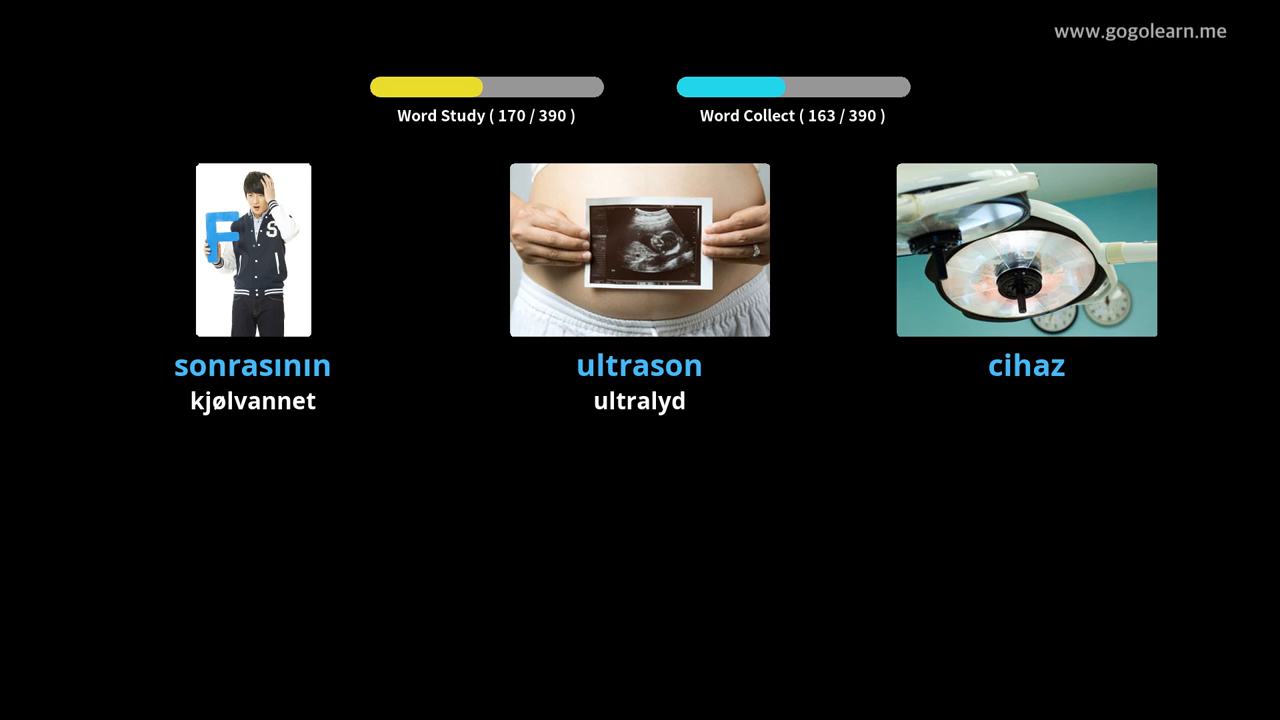 www.gogolearn.me
Word Study ( 170 / 390 )
Word Collect ( 163 / 390 )
F
S
sonrasının
ultrason
cihaz
kjølvannet
ultralyd